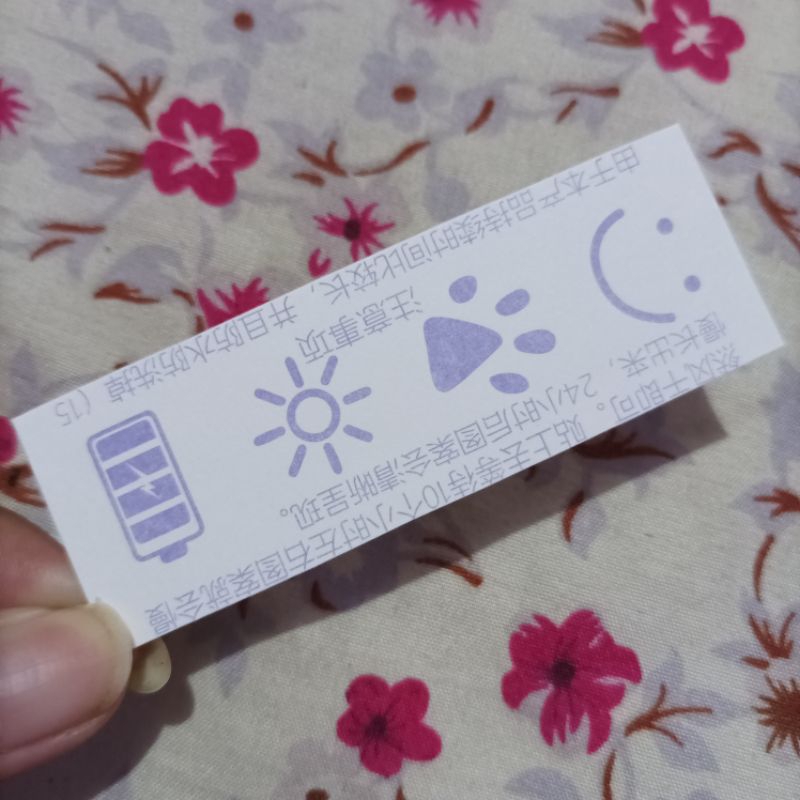 然风干即可。贴上去等待10个小时左右图案就会慢
慢长出来，24小时后图案会清晰呈现。
注意事项
由于本产品持续时间比较长，并且防水防洗掉（15